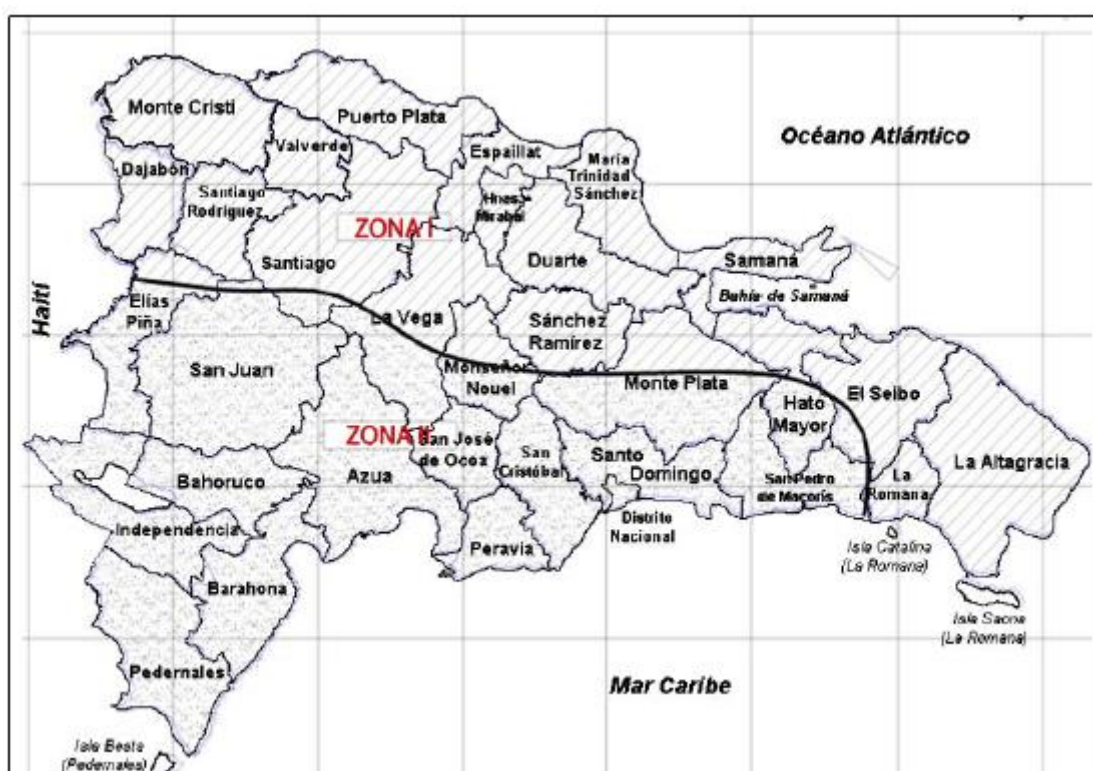 Monte Cristi
Puerto Plata
Océano Atlántico
Valverde
Espaillat
María
Trinidad
Sánchez
Dajabón
Santiago
Rodríguez
Hnas.
Mirabal
ZONA I
Santiago
Duarte
Samaná
Bahía de Samaná
Haití
Elías
Piña
La Vega
Sánchez
Ramírez
San Juan
Monseñor
Nouel
Monte Plata
El Seibo
Hato
Mayor
ZONA II
San José
de Ocoa
Azua
San
Cristóbal
Santo
Domingo
La Altagracia
Bahoruco
San Pedro
de Macorís
La
Romana
Independencia
Distrito
Nacional
Peravia
Isla Catalina
(La Romana)
Barahona
Isla Saona
(La Romana)
Pedernales
Mar Caribe
Isla Beata
(Pedernales)